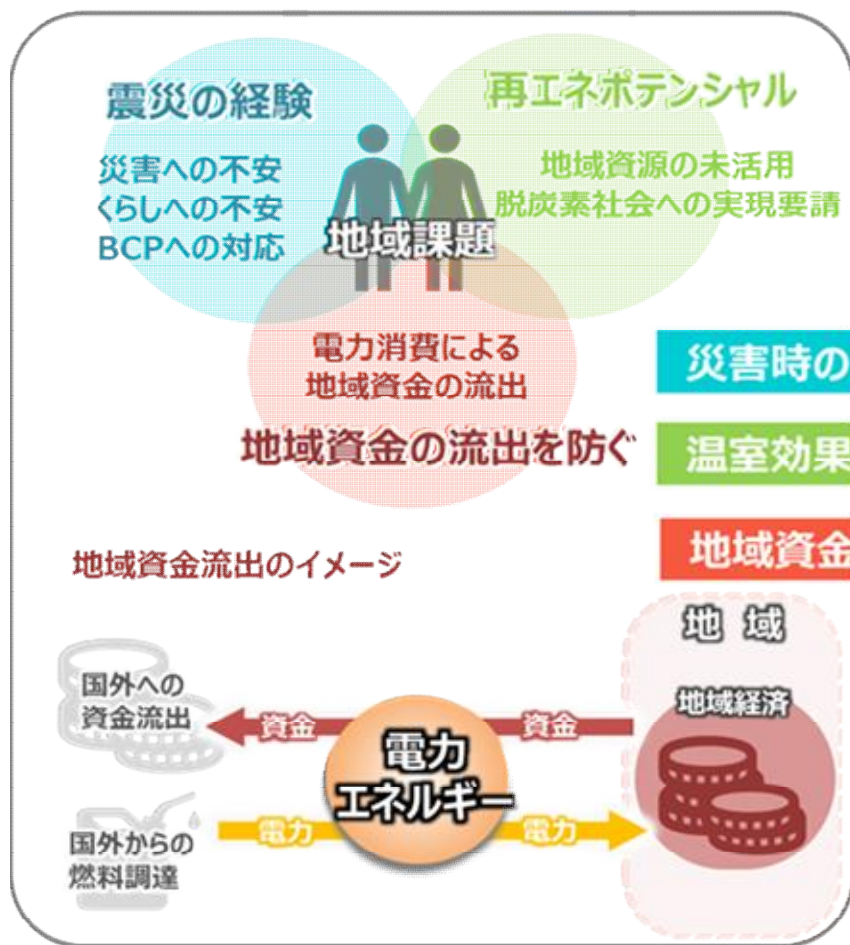 震災の経験
災害への不安
くらしへの不安
BCPへの対応
再エネポテンシャル
地域資源の未活用
脱炭素社会への実現要請
地域課題
電力消費による
地域資金の流出
地域資金の流出を防ぐ
災害時の
温室効果
地域資金
地域資金流出のイメージ
地 域
地域経済
国外への
資金流出
資金
資金
電力
エネルギー
電力
電力
国外からの
燃料調達